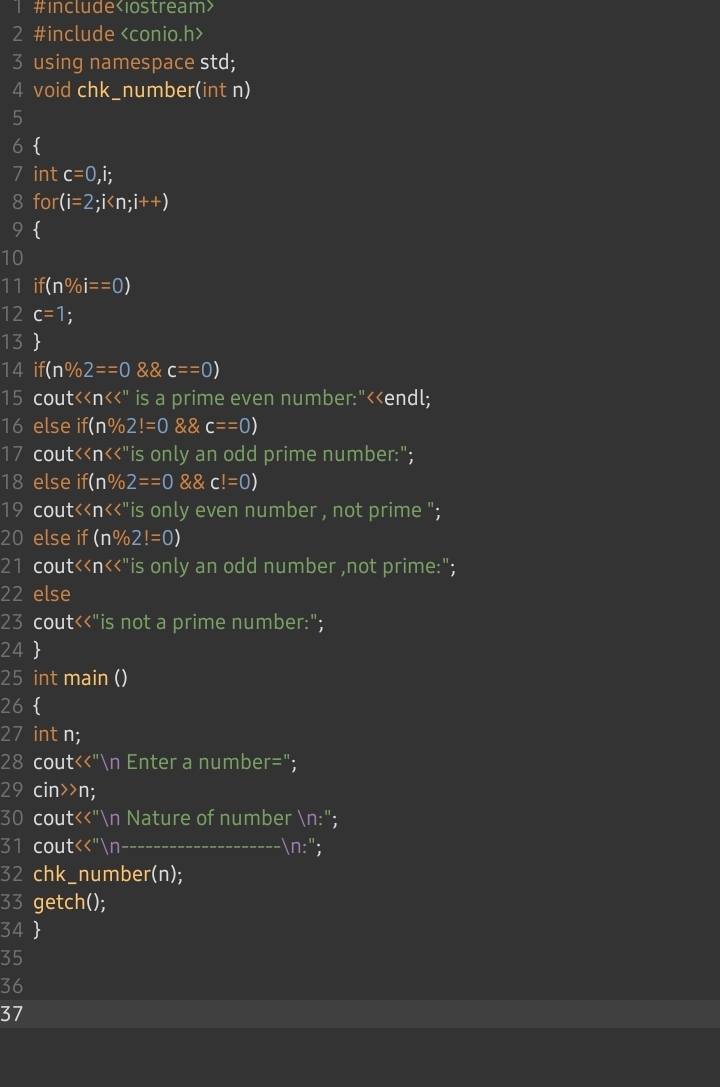 1 #include<iostream>
2 #include <conio.h>
3 using namespace std;
4 void chk_number(int n)
5
6 {
7 int c=0,i;
8 for(i=2;i<n;i++)
9 {
10
11 if(n%i==0)
12 c=1;
13 }
14 if(n%2==0 && c==0)
15 cout<<n<<" is a prime even number:"<<endl;
16 else if(n%2!=0 && c==0)
17 cout<<n<<"is only an odd prime number:";
18 else if(n%2==0 && c!=0)
19 cout<<n<<"is only even number , not prime ";
20 else if (n%2!=0)
21 cout<<n<<"is only an odd number ,not prime:";
22 else
23 cout<<"is not a prime number:";
24 }
25 int main ()
26 {
27 int n;
28 cout<<"\n Enter a number=";
29 cin>>n;
30 cout<<"\n Nature of number \n:";
31 cout<<"\n--------------------\n:";
32 chk_number(n);
33 getch();
34 }
35
36
37